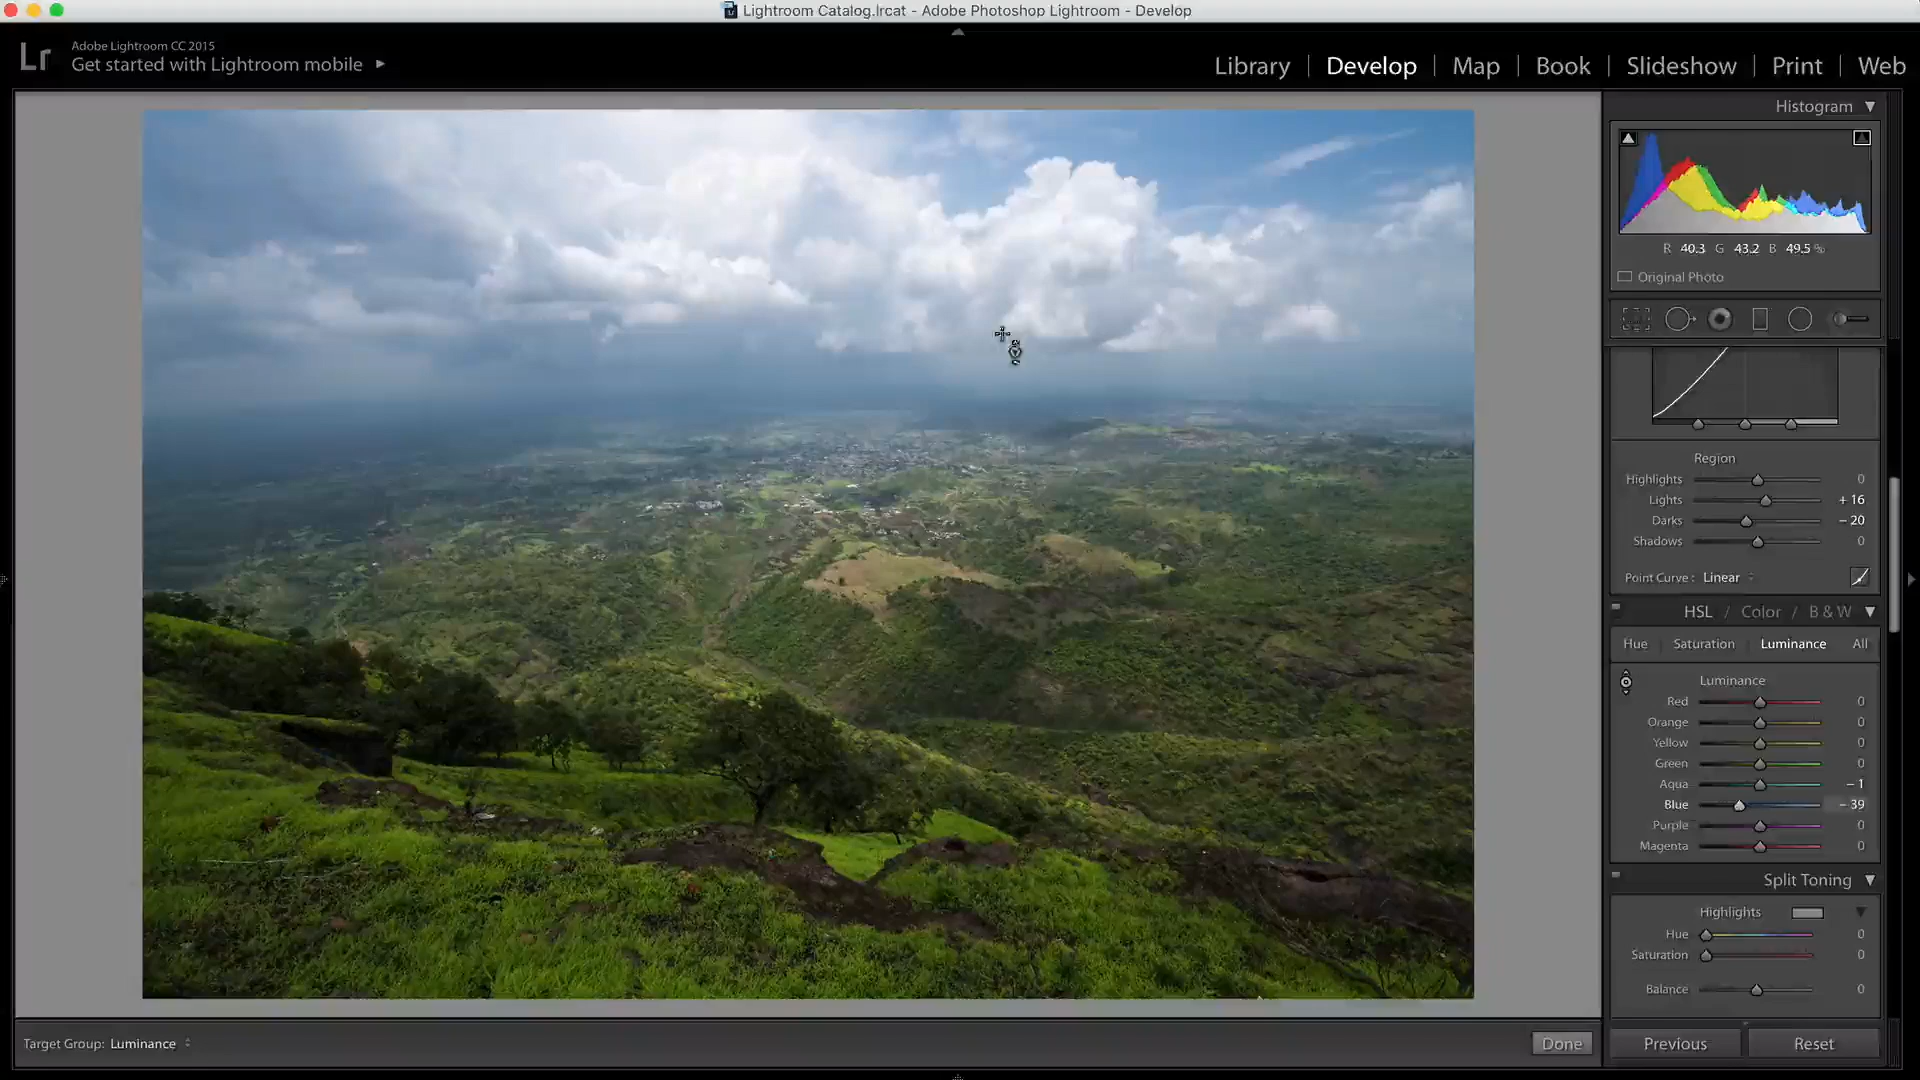 Lightroom Catalog.lrcat - Adobe Photoshop Lightroom - Develop
Lr
Adobe Lightroom CC 2015
Get started with Lightroom mobile
Library | Develop | Map | Book | Slideshow | Print | Web
Histogram
R 40.3 G 43.2 B 49.5 %
Original Photo
Region
Highlights 0
Lights + 16
Darks - 20
Shadows 0
Point Curve : Linear
HSL / Color / B & W
Hue Saturation Luminance All
Luminance
Red 0
Orange 0
Yellow 0
Green 0
Aqua - 1
Blue - 39
Purple 0
Magenta 0
Split Toning
Highlights
Hue 0
Saturation 0
Balance 0
Target Group: Luminance
Done
Previous
Reset